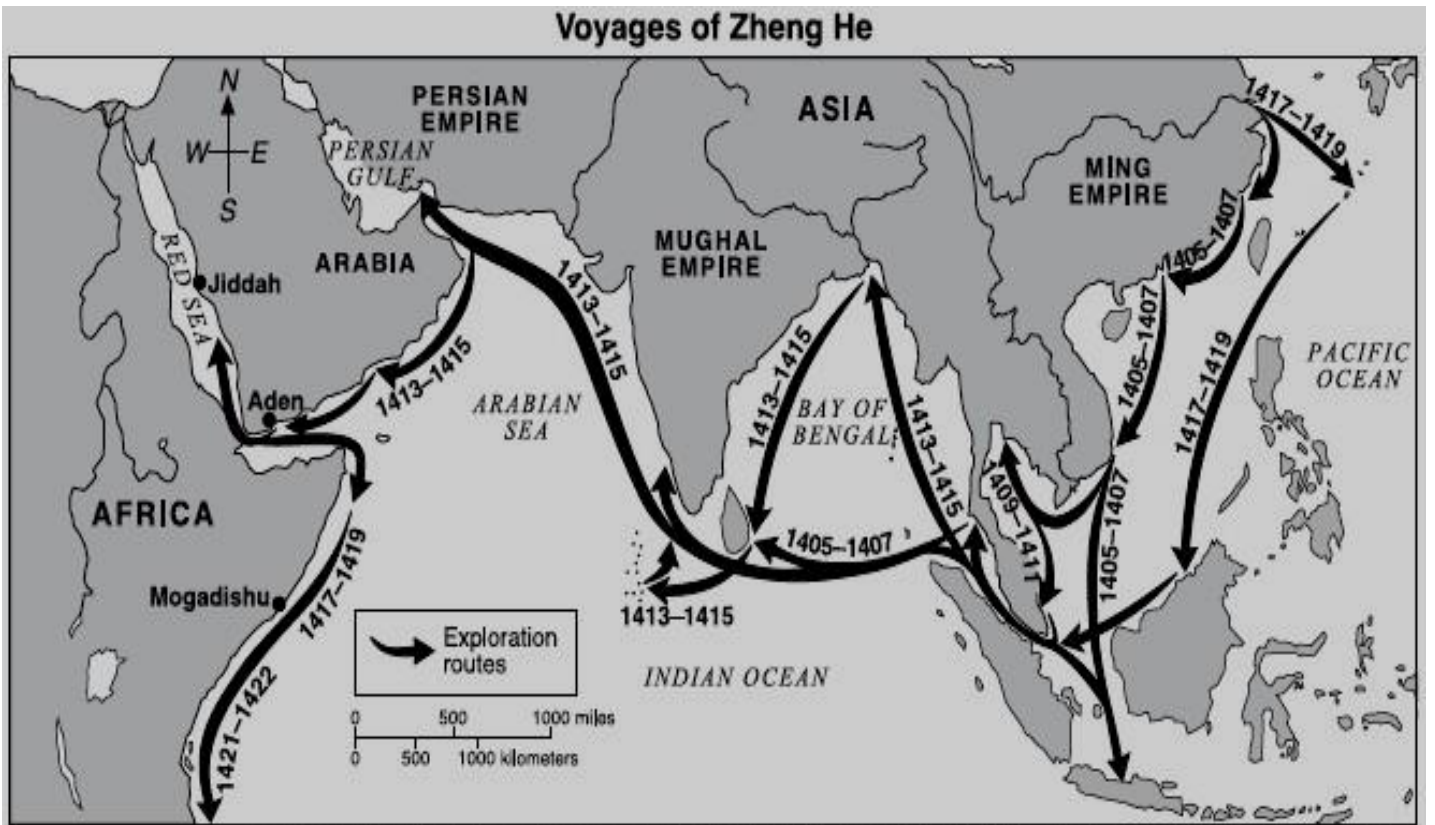 Voyages of Zheng He
N
W E
S
PERSIAN
EMPIRE
PERSIAN
GULF
ASIA
MING
EMPIRE
1417–1419
1405–1407
RED SEA
Jiddah
ARABIA
MUGHAL
EMPIRE
1413–1415
1413–1415
1405–1407
1417–1419
PACIFIC
OCEAN
Aden
1413–1415
ARABIAN
SEA
BAY OF
BENGAL
1413–1415
1409–1411
1405–1407
AFRICA
1405–1407
1413–1415
Mogadishu
1417–1419
1421–1422
Exploration
routes
INDIAN OCEAN
0 500 1000 miles
0 500 1000 kilometers